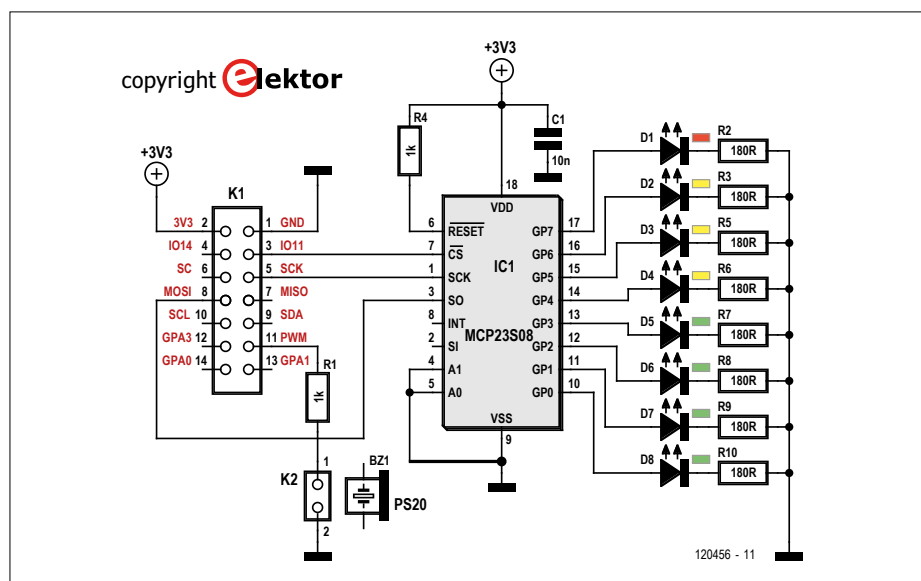 copyright elektor
+3V3
+3V3
K1
3V3 2 1 GND
IO14 4 3 IO11
SC 6 5 SCK
MOSI 8 7 MISO
SCL 10 9 SDA
GPA3 12 11 PWM
GPA0 14 13 GPA1
R4
1k
C1
10n
R1
1k
K2
1
2
BZ1
PS20
18
VDD
IC1
MCP23S08
6 RESET
7 CS
1 SCK
3 SO
8 INT
2 SI
4 A1
5 A0
VSS
9
GP7 17
GP6 16
GP5 15
GP4 14
GP3 13
GP2 12
GP1 11
GP0 10
D1 R2
180R
D2 R3
180R
D3 R5
180R
D4 R6
180R
D5 R7
180R
D6 R8
180R
D7 R9
180R
D8 R10
180R
120456 - 11